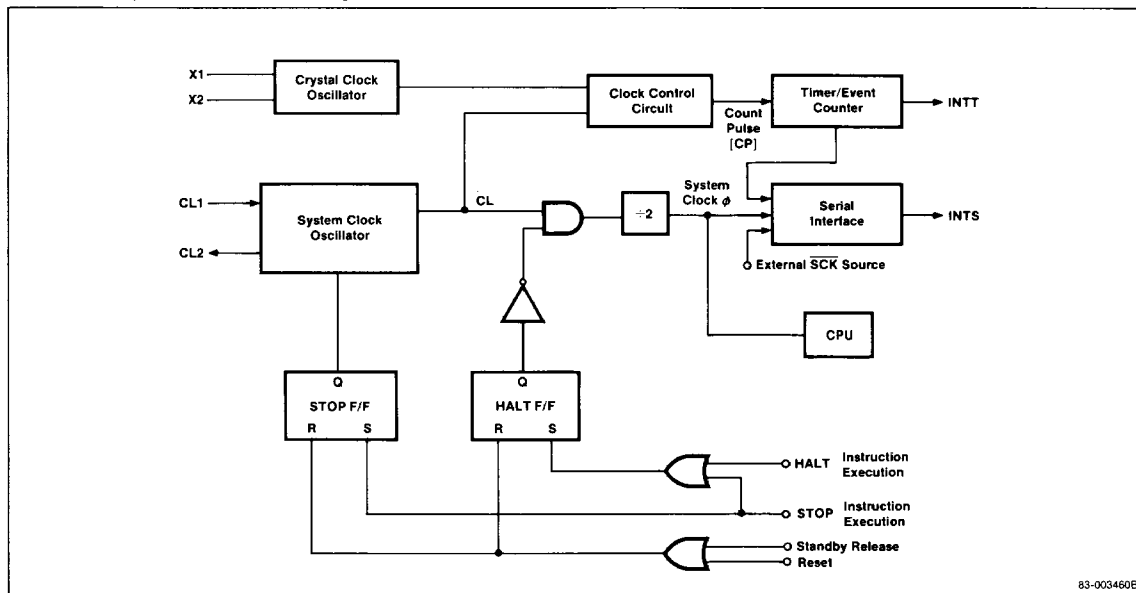 X1
X2
Crystal Clock
Oscillator
Clock Control
Circuit
Count
Pulse
[CP]
Timer/Event
Counter
INTT
CL1
CL2
System Clock
Oscillator
CL
÷2
System
Clock ϕ
Serial
Interface
INTS
External S̅C̅K̅ Source
CPU
Q
STOP F/F
R S
Q
HALT F/F
R S
HALT Instruction
Execution
STOP Instruction
Execution
Standby Release
Reset
83-003460B